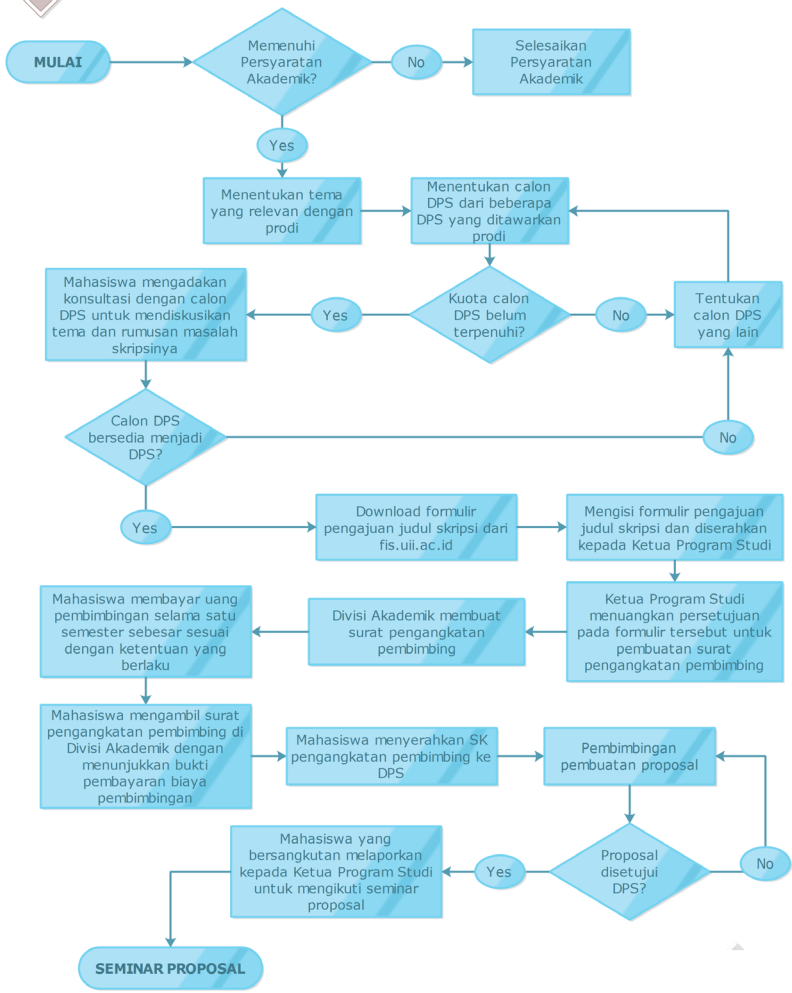 MULAI
Memenuhi
Persyaratan
Akademik?
No
Selesaikan
Persyaratan
Akademik
Yes
Menentukan tema
yang relevan dengan
prodi
Menentukan calon
DPS dari beberapa
DPS yang ditawarkan
prodi
Mahasiswa mengadakan
konsultasi dengan calon
DPS untuk mendiskusikan
tema dan rumusan masalah
skripsinya
Yes
Kuota calon
DPS belum
terpenuhi?
No
Tentukan
calon DPS
yang lain
Calon DPS
bersedia menjadi
DPS?
No
Yes
Download formulir
pengajuan judul skripsi dari
fis.uii.ac.id
Mengisi formulir pengajuan
judul skripsi dan diserahkan
kepada Ketua Program Studi
Mahasiswa membayar uang
pembimbingan selama satu
semester sebesar sesuai
dengan ketentuan yang
berlaku
Divisi Akademik membuat
surat pengangkatan
pembimbing
Ketua Program Studi
menuangkan persetujuan
pada formulir tersebut untuk
pembuatan surat
pengangkatan pembimbing
Mahasiswa mengambil surat
pengangkatan pembimbing di
Divisi Akademik dengan
menunjukkan bukti
pembayaran biaya
pembimbingan
Mahasiswa menyerahkan SK
pengangkatan pembimbing ke
DPS
Pembimbingan
pembuatan proposal
Mahasiswa yang
bersangkutan melaporkan
kepada Ketua Program Studi
untuk mengikuti seminar
proposal
Yes
Proposal
disetujui
DPS?
No
SEMINAR PROPOSAL